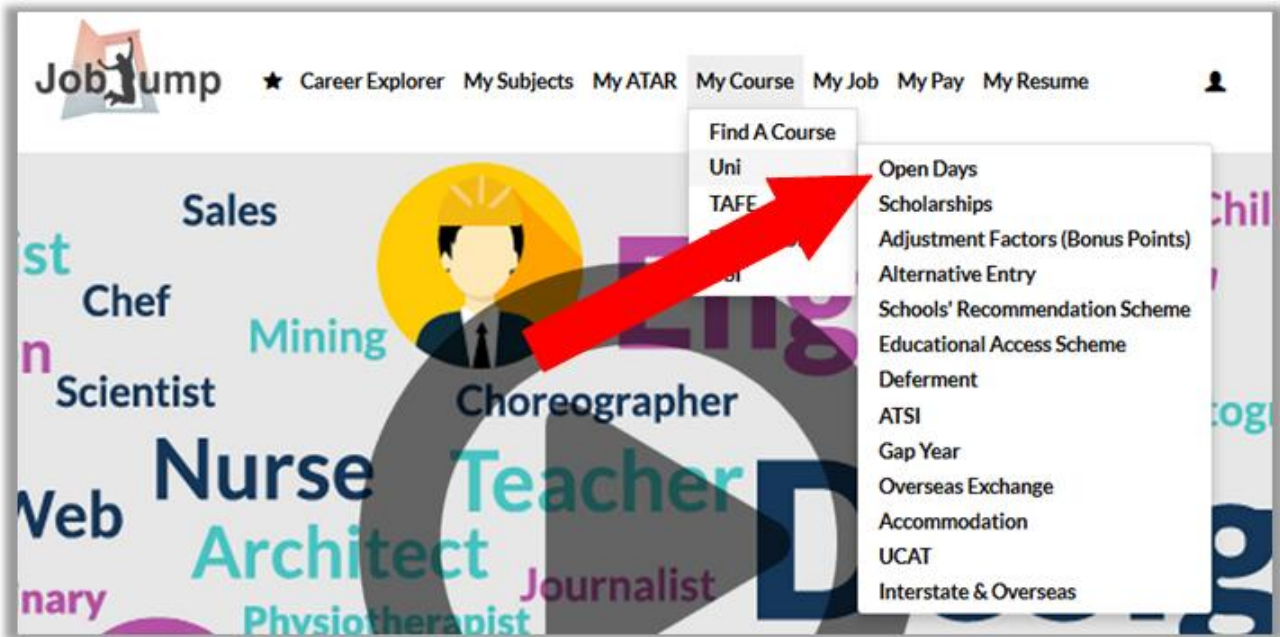 JobJump
★ Career Explorer My Subjects My ATAR My Course My Job My Pay My Resume
Find A Course
Uni
TAFE
Open Days
Scholarships
Adjustment Factors (Bonus Points)
Alternative Entry
Schools' Recommendation Scheme
Educational Access Scheme
Deferment
ATSI
Gap Year
Overseas Exchange
Accommodation
UCAT
Interstate & Overseas
Sales
Chef
Mining
Scientist
Choreographer
Nurse
Teacher
Web
Architect
Journalist
Physiotherapist